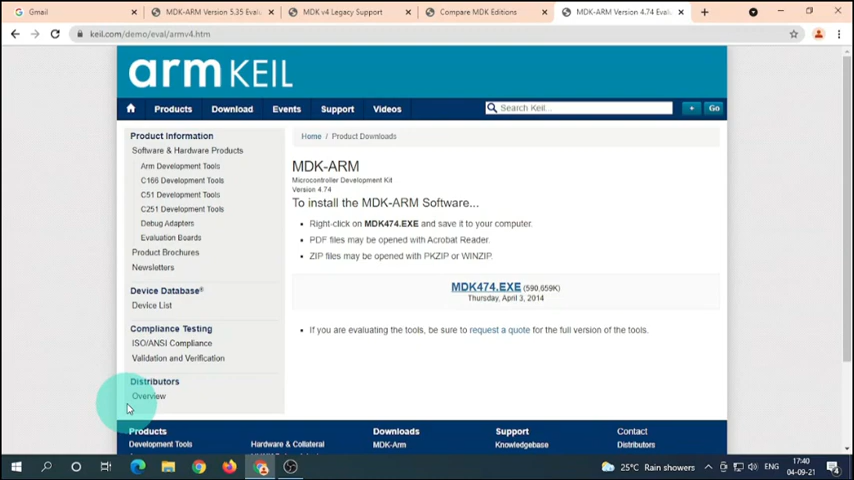 Gmail
MDK-ARM Version 5.35 Evalu
MDK v4 Legacy Support
Compare MDK Editions
MDK-ARM Version 4.74 Evalu
keil.com/demo/eval/armv4.htm
arm KEIL
Products
Download
Events
Support
Videos
Search Keil...
+
Go
Product Information
Software & Hardware Products
Arm Development Tools
C166 Development Tools
C51 Development Tools
C251 Development Tools
Debug Adapters
Evaluation Boards
Product Brochures
Newsletters
Device Database®
Device List
Compliance Testing
ISO/ANSI Compliance
Validation and Verification
Distributors
Overview
Home / Product Downloads
MDK-ARM
Microcontroller Development Kit
Version 4.74
To install the MDK-ARM Software...
Right-click on MDK474.EXE and save it to your computer.
PDF files may be opened with Acrobat Reader.
ZIP files may be opened with PKZIP or WINZIP.
MDK474.EXE (590,659K)
Thursday, April 3, 2014
If you are evaluating the tools, be sure to request a quote for the full version of the tools.
Products
Development Tools
Hardware & Collateral
Downloads
MDK-Arm
Support
Knowledgebase
Contact
Distributors
25°C Rain showers
ENG
17:40
04-09-21
4